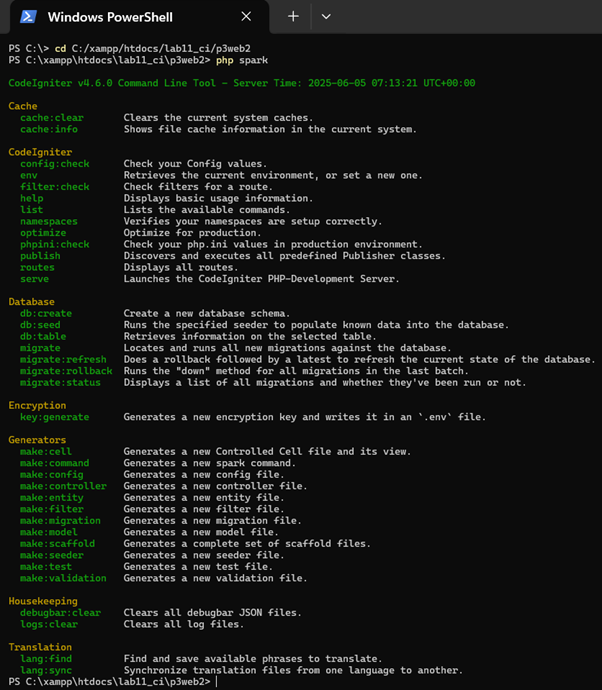 Windows PowerShell
PS C:\> cd C:/xampp/htdocs/lab11_ci/p3web2
PS C:\xampp\htdocs\lab11_ci\p3web2> php spark
CodeIgniter v4.6.0 Command Line Tool - Server Time: 2025-06-05 07:13:21 UTC+00:00
Cache
cache:clear Clears the current system caches.
cache:info Shows file cache information in the current system.
CodeIgniter
config:check Check your Config values.
env Retrieves the current environment, or set a new one.
filter:check Check filters for a route.
help Displays basic usage information.
list Lists the available commands.
namespaces Verifies your namespaces are setup correctly.
optimize Optimize for production.
phpini:check Check your php.ini values in production environment.
publish Discovers and executes all predefined Publisher classes.
routes Displays all routes.
serve Launches the CodeIgniter PHP-Development Server.
Database
db:create Create a new database schema.
db:seed Runs the specified seeder to populate known data into the database.
db:table Retrieves information on the selected table.
migrate Locates and runs all new migrations against the database.
migrate:refresh Does a rollback followed by a latest to refresh the current state of the database.
migrate:rollback Runs the "down" method for all migrations in the last batch.
migrate:status Displays a list of all migrations and whether they've been run or not.
Encryption
key:generate Generates a new encryption key and writes it in an `.env` file.
Generators
make:cell Generates a new Controlled Cell file and its view.
make:command Generates a new spark command.
make:config Generates a new config file.
make:controller Generates a new controller file.
make:entity Generates a new entity file.
make:filter Generates a new filter file.
make:migration Generates a new migration file.
make:model Generates a new model file.
make:scaffold Generates a complete set of scaffold files.
make:seeder Generates a new seeder file.
make:test Generates a new test file.
make:validation Generates a new validation file.
Housekeeping
debugbar:clear Clears all debugbar JSON files.
logs:clear Clears all log files.
Translation
lang:find Find and save available phrases to translate.
lang:sync Synchronize translation files from one language to another.
PS C:\xampp\htdocs\lab11_ci\p3web2>